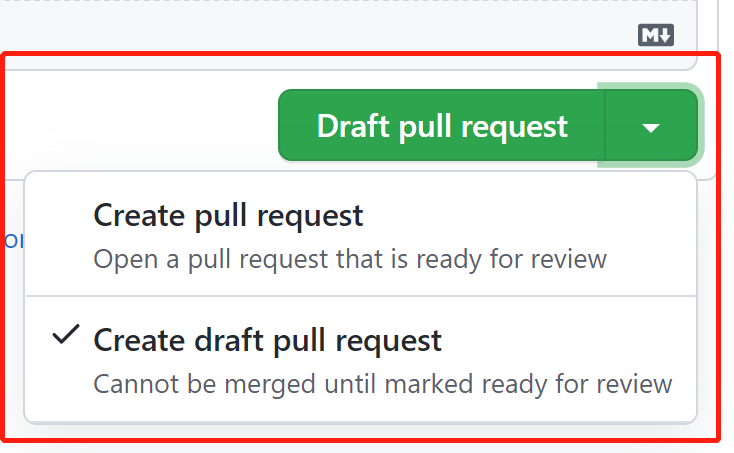 M
Draft pull request
Create pull request
Open a pull request that is ready for review
Create draft pull request
Cannot be merged until marked ready for review